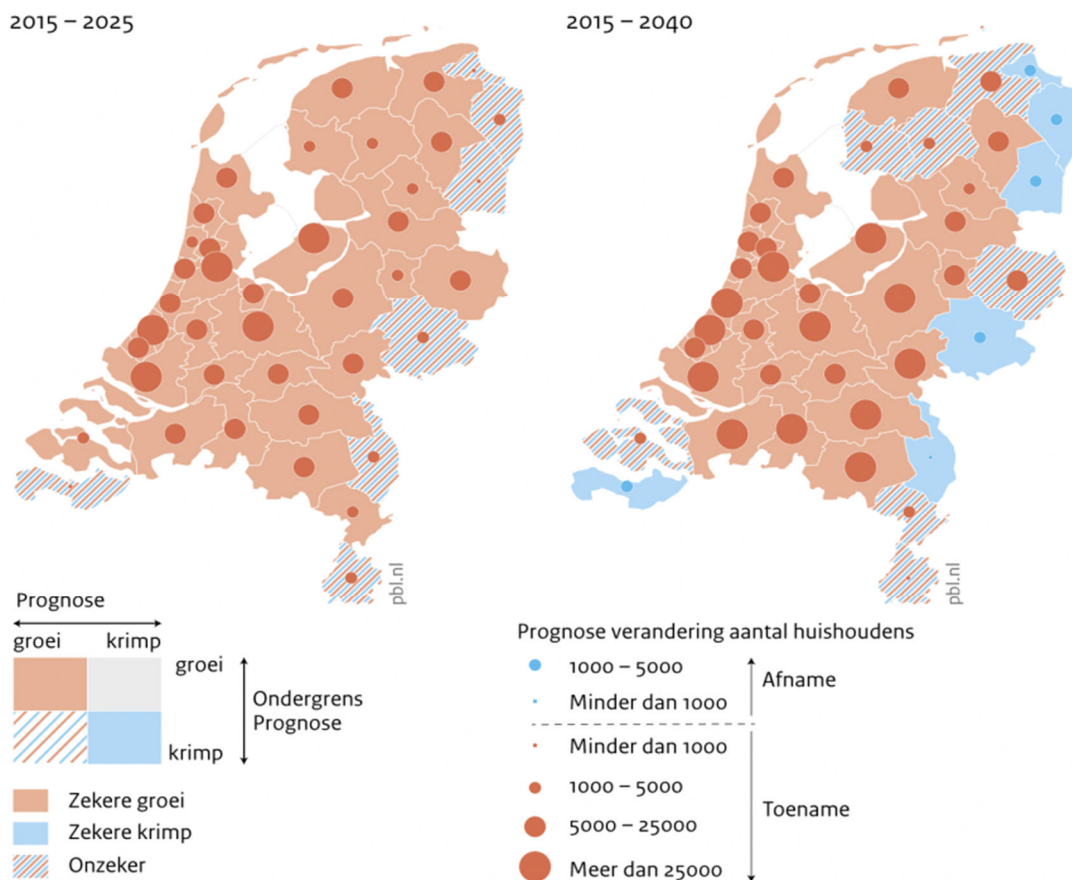 2015 – 2025
2015 – 2040
pbl.nl
pbl.nl
Prognose
groei krimp
groei
krimp
Ondergrens
Prognose
Zekere groei
Zekere krimp
Onzeker
Prognose verandering aantal huishoudens
1000 – 5000
Minder dan 1000
Afname
Minder dan 1000
1000 – 5000
5000 – 25000
Meer dan 25000
Toename